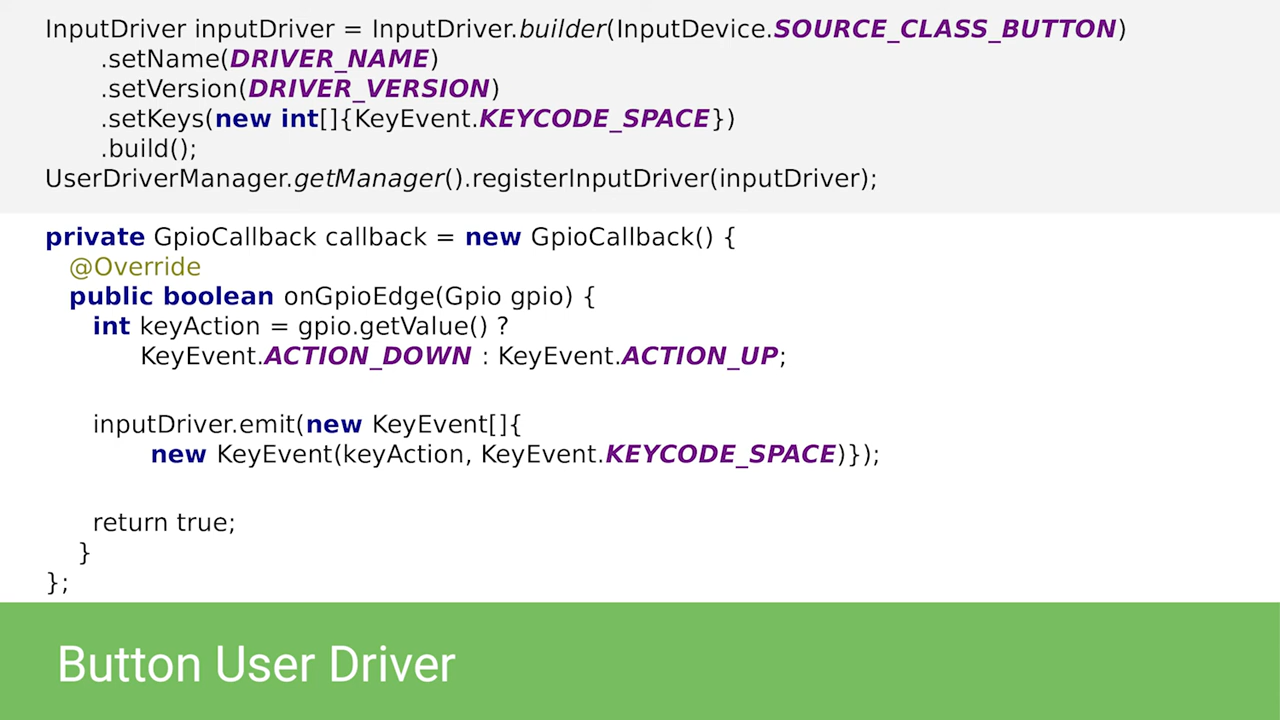 InputDriver inputDriver = InputDriver.builder(InputDevice.SOURCE_CLASS_BUTTON)
.setName(DRIVER_NAME)
.setVersion(DRIVER_VERSION)
.setKeys(new int[]{KeyEvent.KEYCODE_SPACE})
.build();
UserDriverManager.getManager().registerInputDriver(inputDriver);
private GpioCallback callback = new GpioCallback() {
@Override
public boolean onGpioEdge(Gpio gpio) {
int keyAction = gpio.getValue() ?
KeyEvent.ACTION_DOWN : KeyEvent.ACTION_UP;
inputDriver.emit(new KeyEvent[]{
new KeyEvent(keyAction, KeyEvent.KEYCODE_SPACE)});
return true;
}
};
Button User Driver